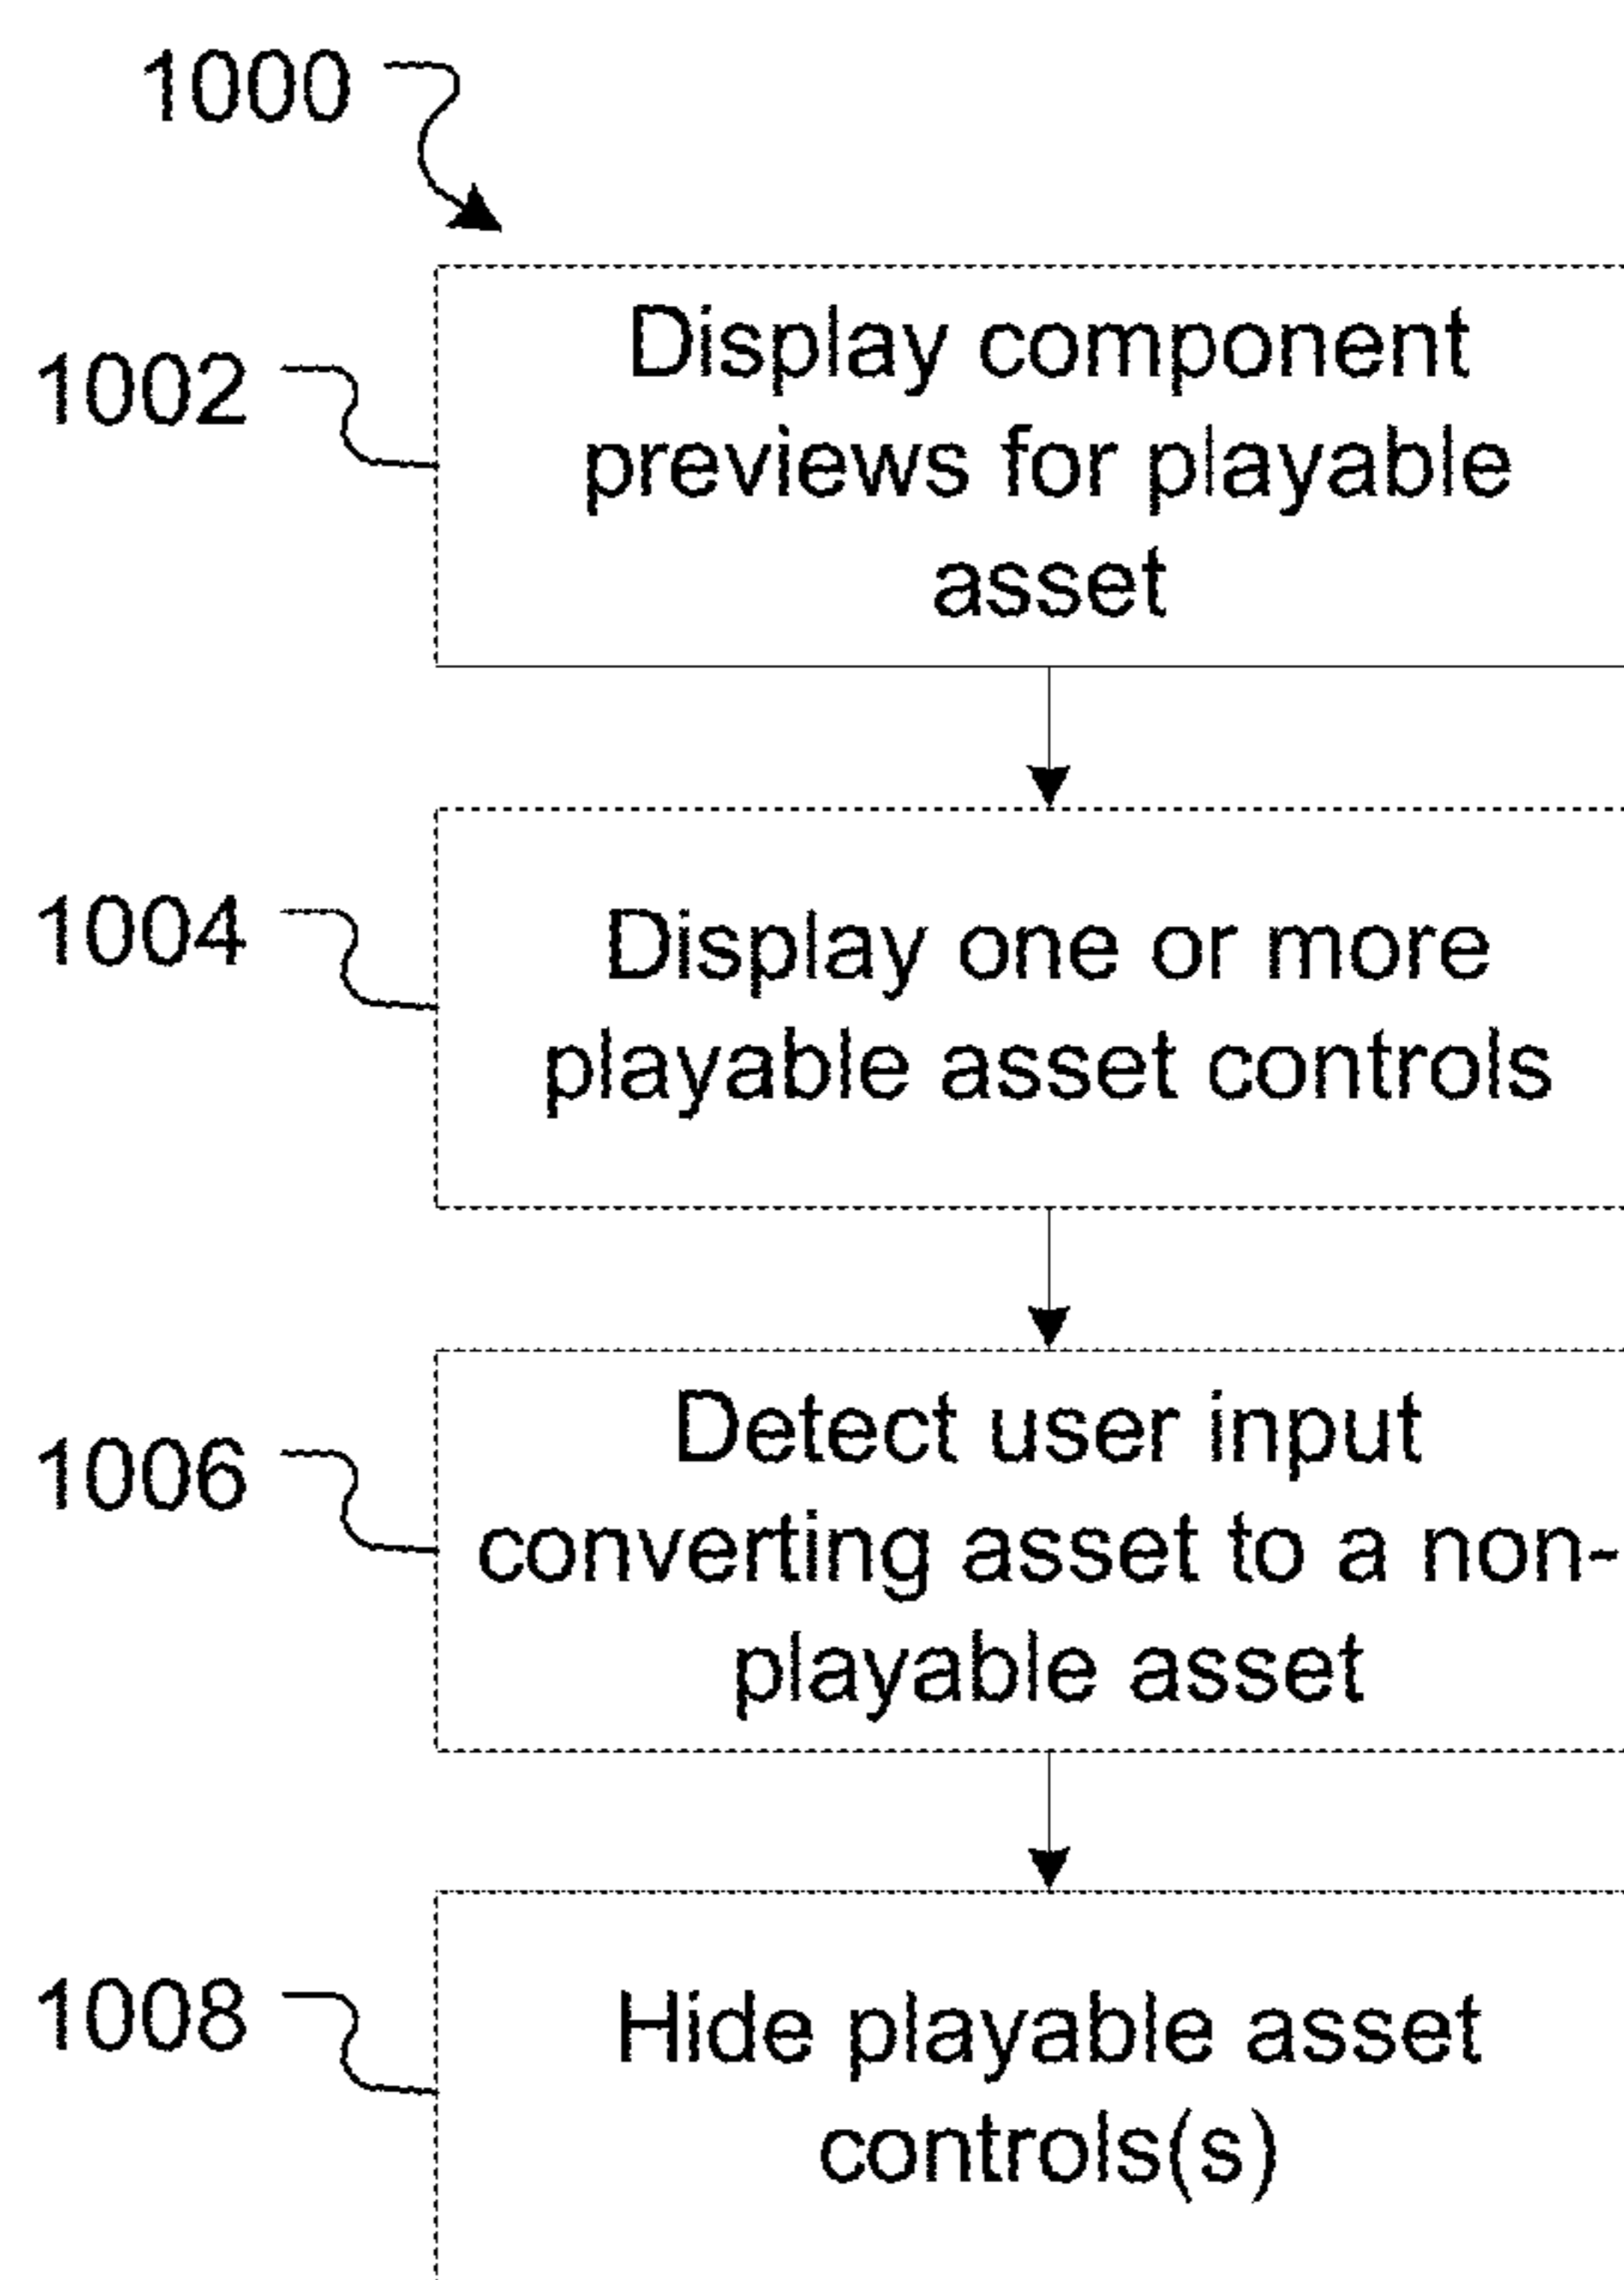 1000
1002
Display component
previews for playable
asset
1004
Display one or more
playable asset controls
1006
Detect user input
converting asset to a non-
playable asset
1008
Hide playable asset
controls(s)